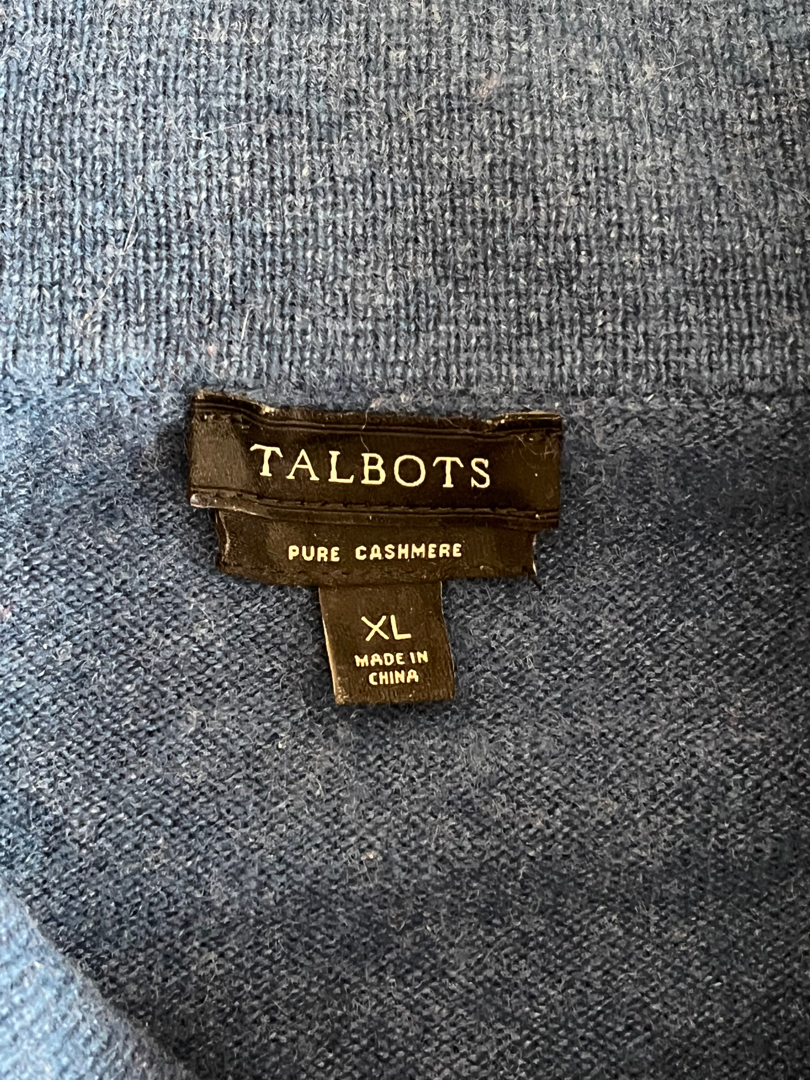 TALBOTS
PURE CASHMERE
XL
MADE IN
CHINA